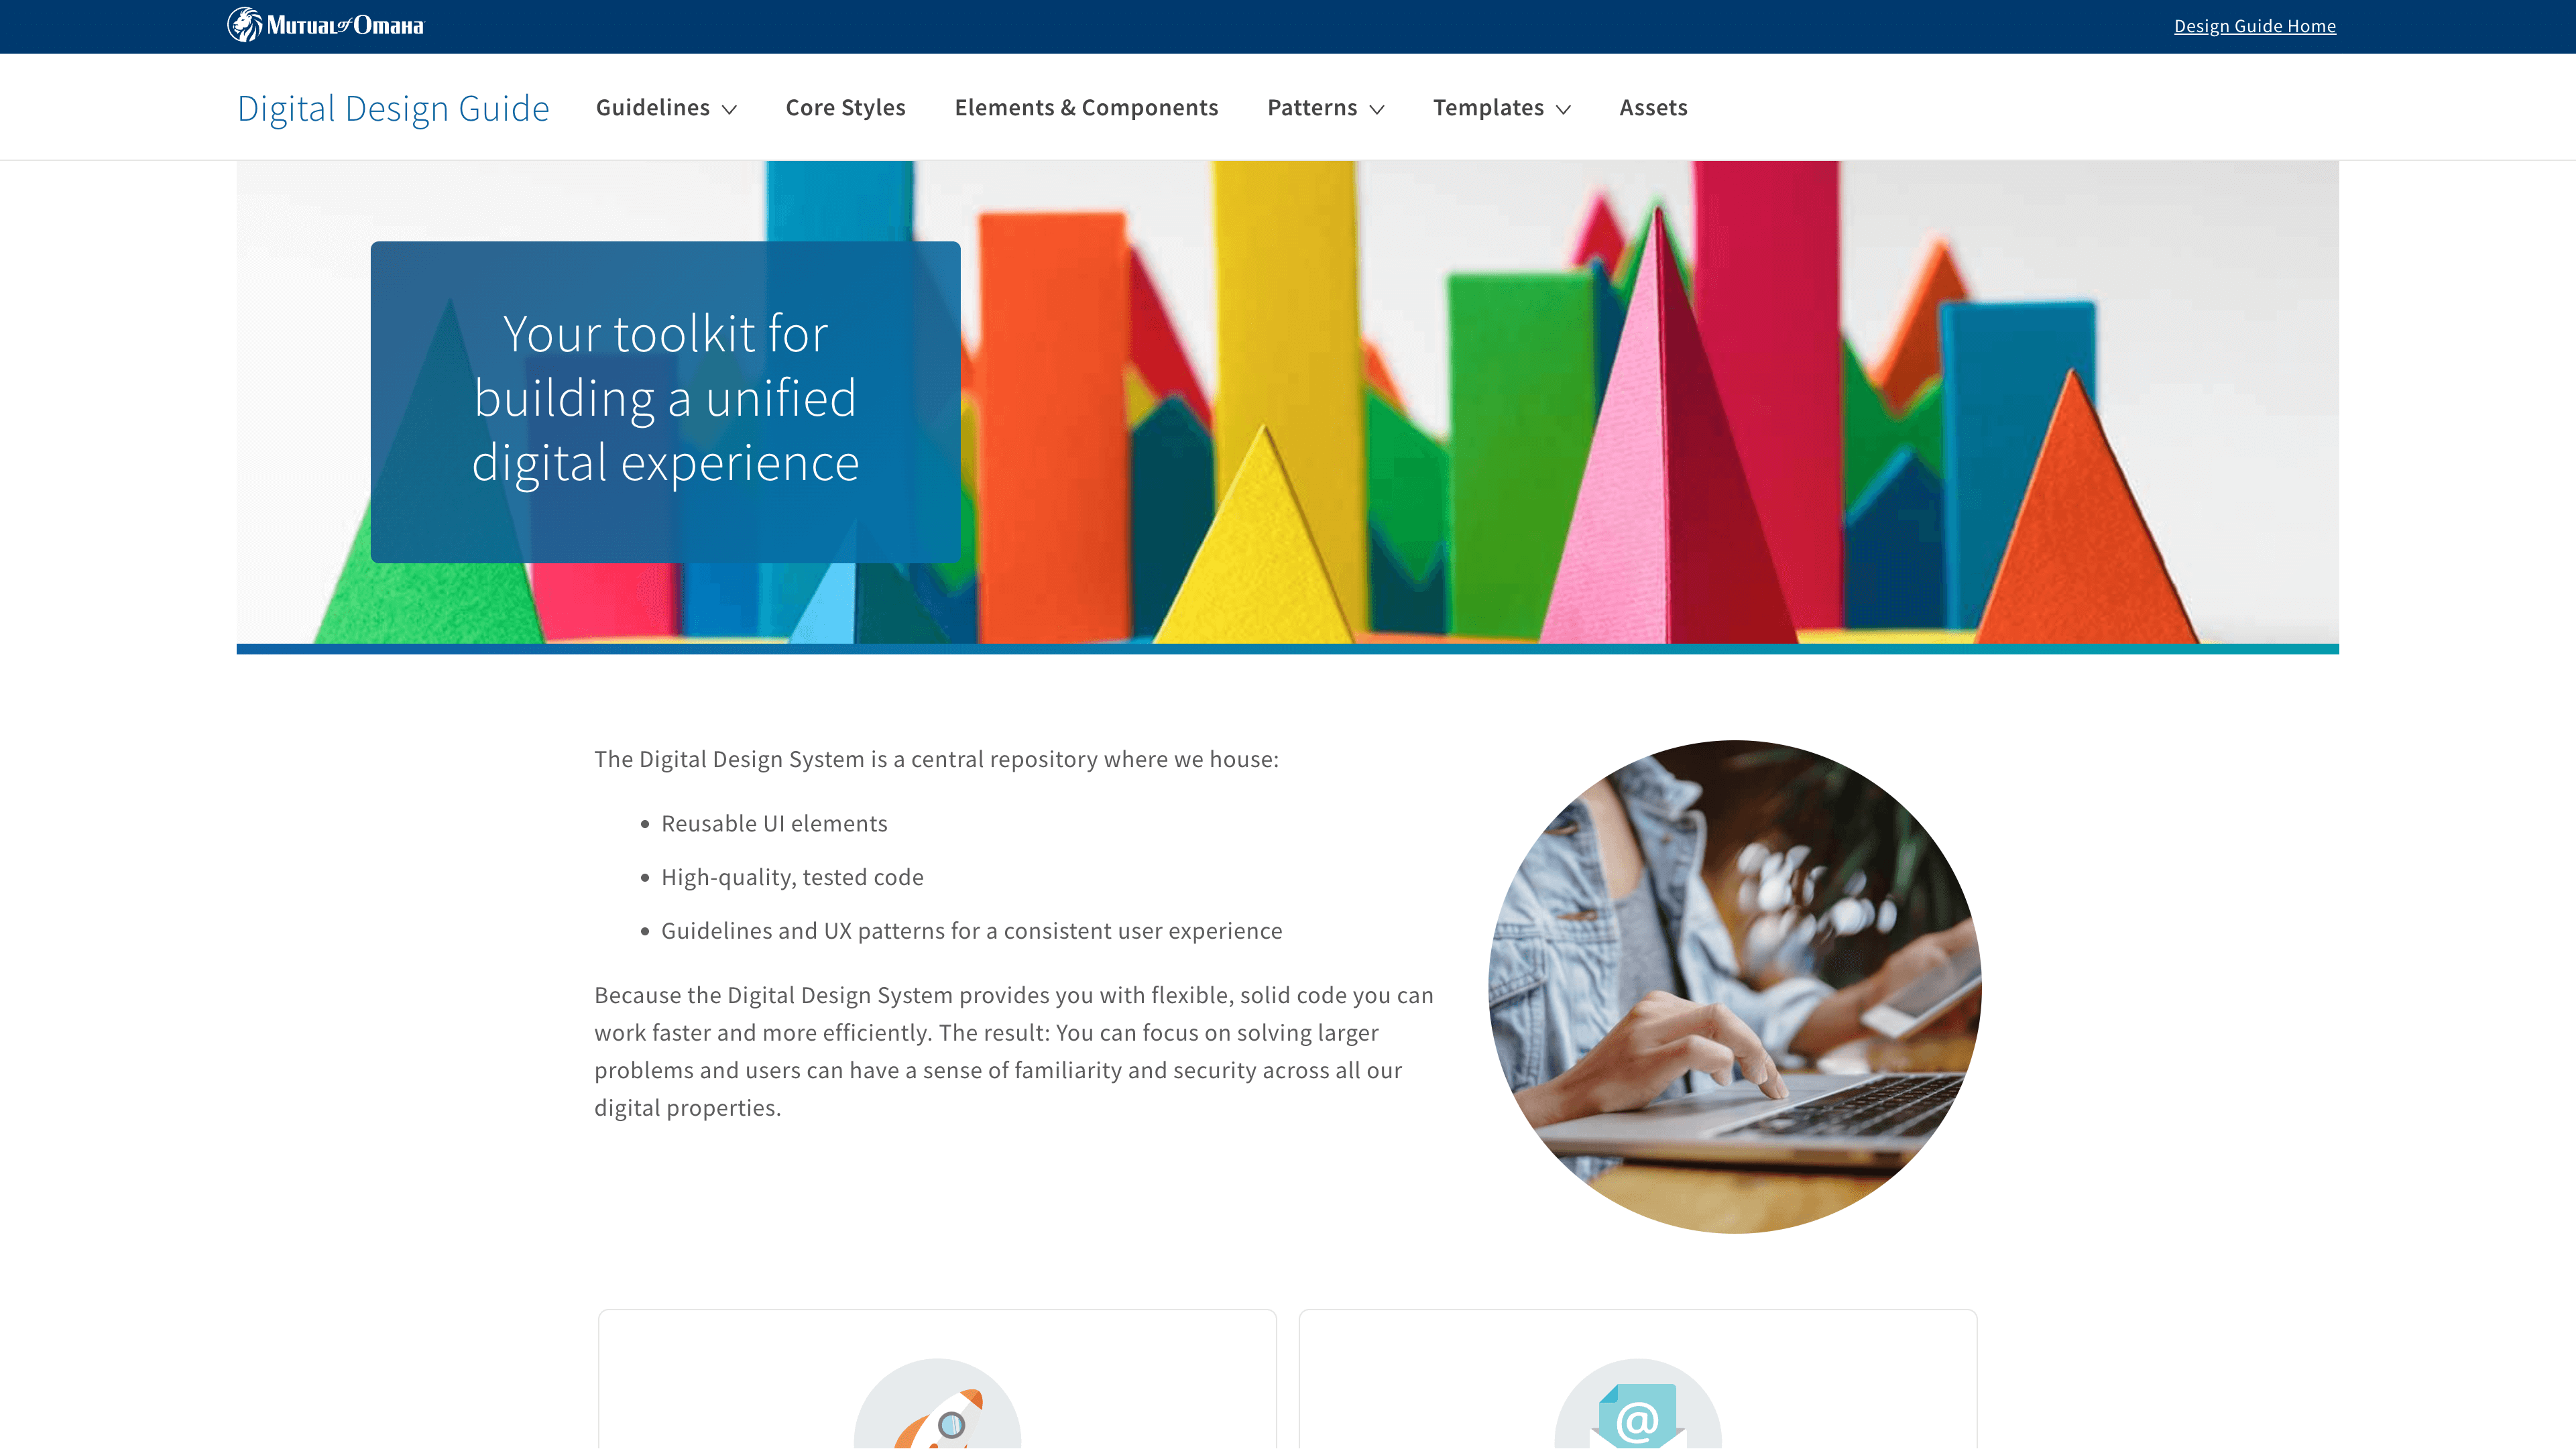 Mutual of Omaha
Design Guide Home
Digital Design Guide
Guidelines
Core Styles
Elements & Components
Patterns
Templates
Assets
Your toolkit for
building a unified
digital experience
The Digital Design System is a central repository where we house:
• Reusable UI elements
• High-quality, tested code
• Guidelines and UX patterns for a consistent user experience
Because the Digital Design System provides you with flexible, solid code you can
work faster and more efficiently. The result: You can focus on solving larger
problems and users can have a sense of familiarity and security across all our
digital properties.
@